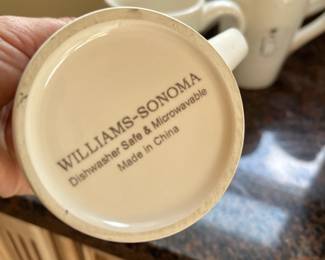 WILLIAMS-SONOMA
Dishwasher Safe & Microwavable
Made in China